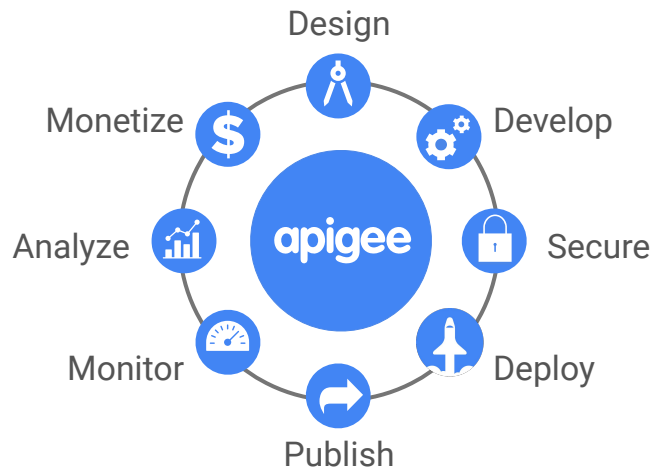 Design
Develop
Secure
Deploy
Publish
Monitor
Analyze
Monetize
apigee
$